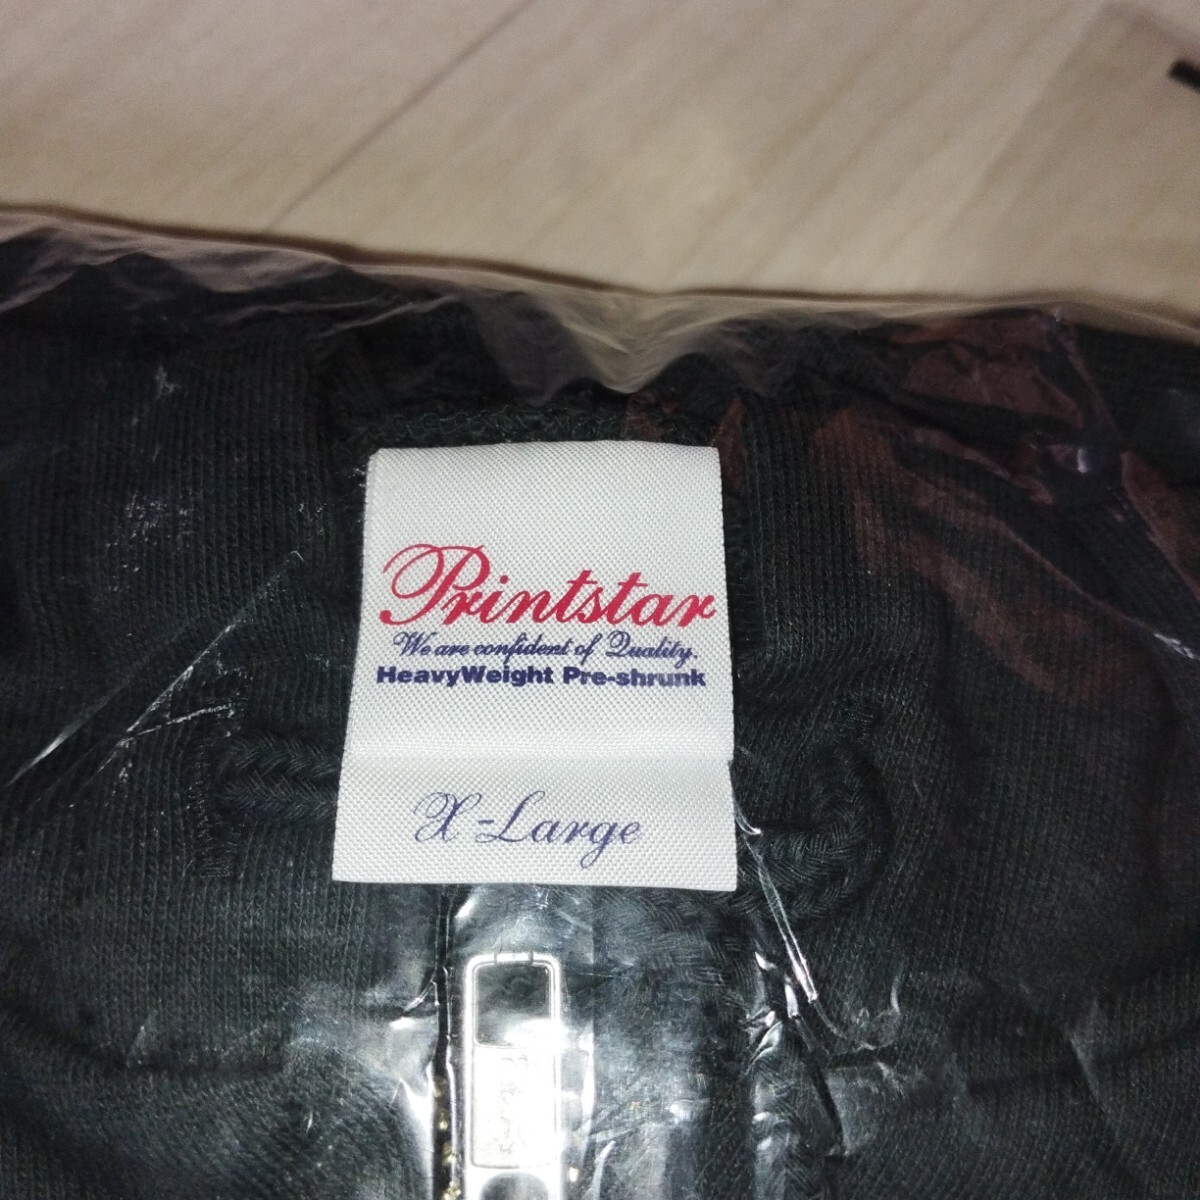 Printstar
We are confident of Quality.
HeavyWeight Pre-shrunk
X-Large